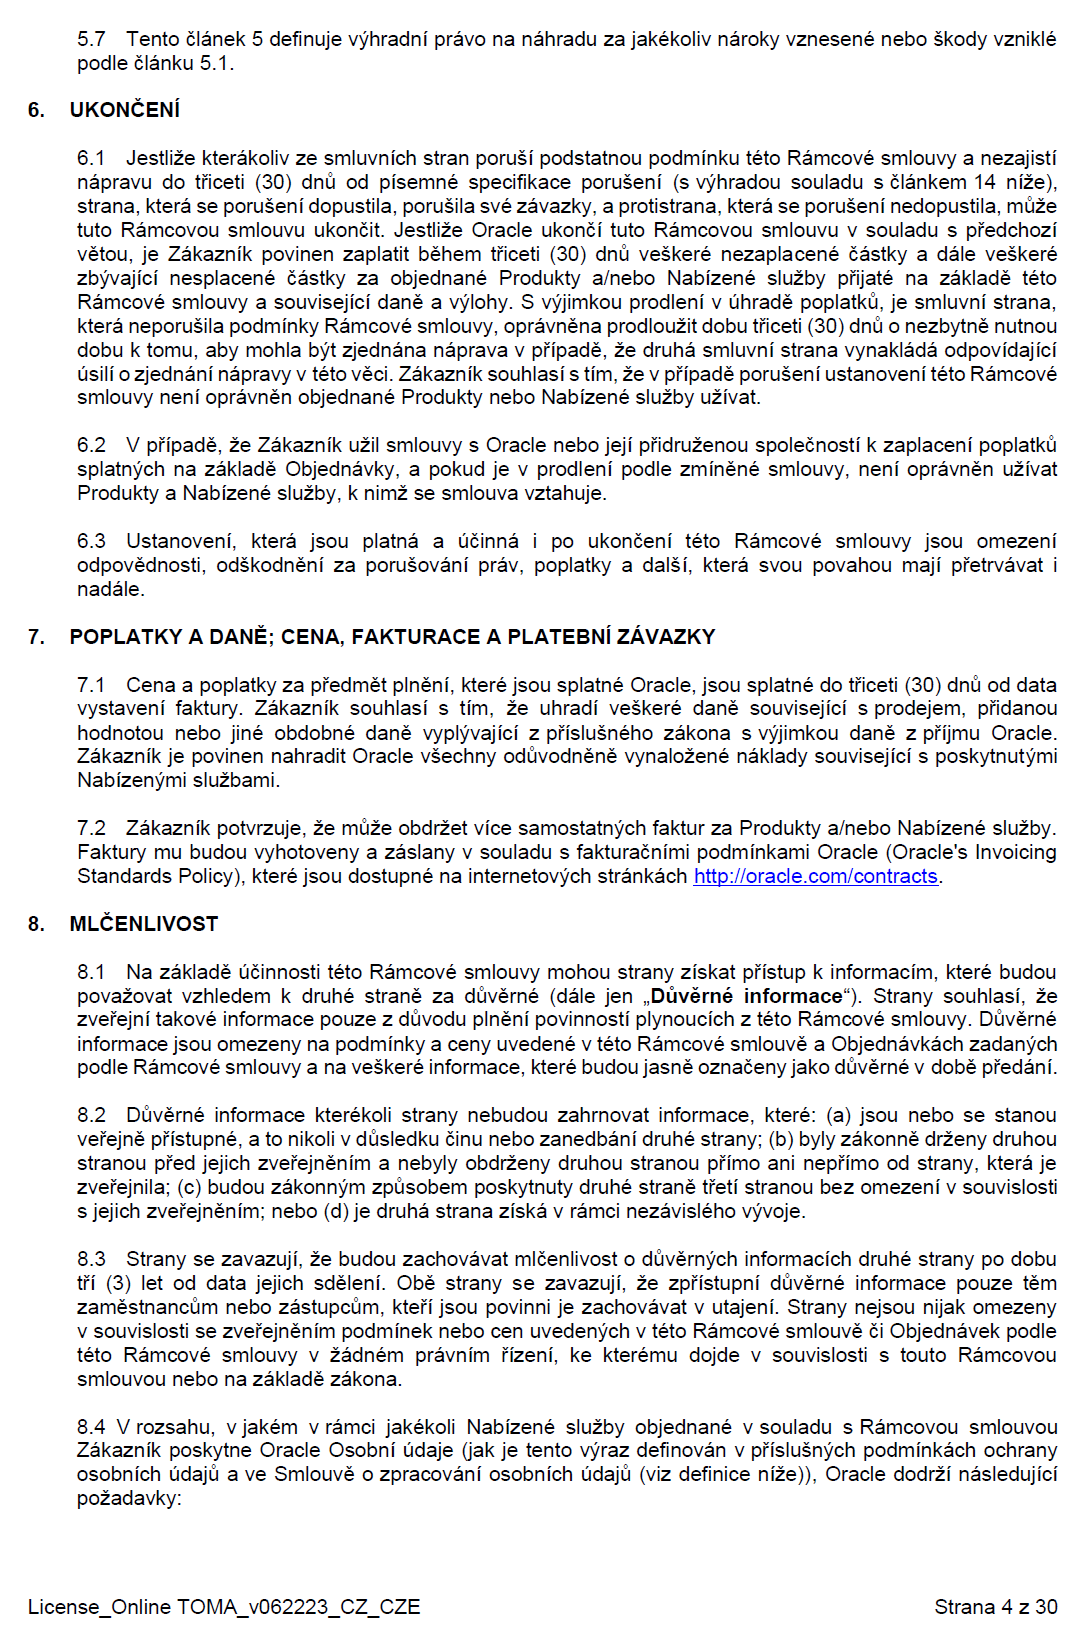 5.7 Tento článek 5 definuje výhradní právo na náhradu za jakékoliv nároky vznesené nebo škody vzniklé
podle článku 5.1.
6. UKONČENÍ
6.1 Jestliže kterákoliv ze smluvních stran poruší podstatnou podmínku této Rámcové smlouvy a nezajistí
nápravu do třiceti (30) dnů od písemné specifikace porušení (s výhradou souladu s článkem 14 níže),
strana, která se porušení dopustila, porušila své závazky, a protistrana, která se porušení nedopustila, může
tuto Rámcovou smlouvu ukončit. Jestliže Oracle ukončí tuto Rámcovou smlouvu v souladu s předchozí
větou, je Zákazník povinen zaplatit během třiceti (30) dnů veškeré nezaplacené částky a dále veškeré
zbývající nesplacené částky za objednané Produkty a/nebo Nabízené služby přijaté na základě této
Rámcové smlouvy a související daně a výlohy. S výjimkou prodlení v úhradě poplatků, je smluvní strana,
která neporušila podmínky Rámcové smlouvy, oprávněna prodloužit dobu třiceti (30) dnů o nezbytně nutnou
dobu k tomu, aby mohla být zjednána náprava v případě, že druhá smluvní strana vynakládá odpovídající
úsilí o zjednání nápravy v této věci. Zákazník souhlasí s tím, že v případě porušení ustanovení této Rámcové
smlouvy není oprávněn objednané Produkty nebo Nabízené služby užívat.
6.2 V případě, že Zákazník užil smlouvy s Oracle nebo její přidruženou společností k zaplacení poplatků
splatných na základě Objednávky, a pokud je v prodlení podle zmíněné smlouvy, není oprávněn užívat
Produkty a Nabízené služby, k nimž se smlouva vztahuje.
6.3 Ustanovení, která jsou platná a účinná i po ukončení této Rámcové smlouvy jsou omezení
odpovědnosti, odškodnění za porušování práv, poplatky a další, která svou povahou mají přetrvávat i
nadále.
7. POPLATKY A DANĚ; CENA, FAKTURACE A PLATEBNÍ ZÁVAZKY
7.1 Cena a poplatky za předmět plnění, které jsou splatné Oracle, jsou splatné do třiceti (30) dnů od data
vystavení faktury. Zákazník souhlasí s tím, že uhradí veškeré daně související s prodejem, přidanou
hodnotou nebo jiné obdobné daně vyplývající z příslušného zákona s výjimkou daně z příjmu Oracle.
Zákazník je povinen nahradit Oracle všechny odůvodněně vynaložené náklady související s poskytnutými
Nabízenými službami.
7.2 Zákazník potvrzuje, že může obdržet více samostatných faktur za Produkty a/nebo Nabízené služby.
Faktury mu budou vyhotoveny a záslany v souladu s fakturačními podmínkami Oracle (Oracle's Invoicing
Standards Policy), které jsou dostupné na internetových stránkách http://oracle.com/contracts.
8. MLČENLIVOST
8.1 Na základě účinnosti této Rámcové smlouvy mohou strany získat přístup k informacím, které budou
považovat vzhledem k druhé straně za důvěrné (dále jen „Důvěrné informace“). Strany souhlasí, že
zveřejní takové informace pouze z důvodu plnění povinností plynoucích z této Rámcové smlouvy. Důvěrné
informace jsou omezeny na podmínky a ceny uvedené v této Rámcové smlouvě a Objednávkách zadaných
podle Rámcové smlouvy a na veškeré informace, které budou jasně označeny jako důvěrné v době předání.
8.2 Důvěrné informace kterékoli strany nebudou zahrnovat informace, které: (a) jsou nebo se stanou
veřejně přístupné, a to nikoli v důsledku činu nebo zanedbání druhé strany; (b) byly zákonně drženy druhou
stranou před jejich zveřejněním a nebyly obdrženy druhou stranou přímo ani nepřímo od strany, která je
zveřejnila; (c) budou zákonným způsobem poskytnuty druhé straně třetí stranou bez omezení v souvislosti
s jejich zveřejněním; nebo (d) je druhá strana získá v rámci nezávislého vývoje.
8.3 Strany se zavazují, že budou zachovávat mlčenlivost o důvěrných informacích druhé strany po dobu
tří (3) let od data jejich sdělení. Obě strany se zavazují, že zpřístupní důvěrné informace pouze těm
zaměstnancům nebo zástupcům, kteří jsou povinni je zachovávat v utajení. Strany nejsou nijak omezeny
v souvislosti se zveřejněním podmínek nebo cen uvedených v této Rámcové smlouvě či Objednávek podle
této Rámcové smlouvy v žádném právním řízení, ke kterému dojde v souvislosti s touto Rámcovou
smlouvou nebo na základě zákona.
8.4 V rozsahu, v jakém v rámci jakékoli Nabízené služby objednané v souladu s Rámcovou smlouvou
Zákazník poskytne Oracle Osobní údaje (jak je tento výraz definován v příslušných podmínkách ochrany
osobních údajů a ve Smlouvě o zpracování osobních údajů (viz definice níže)), Oracle dodrží následující
požadavky:
License_Online TOMA_v062223_CZ_CZE Strana 4 z 30